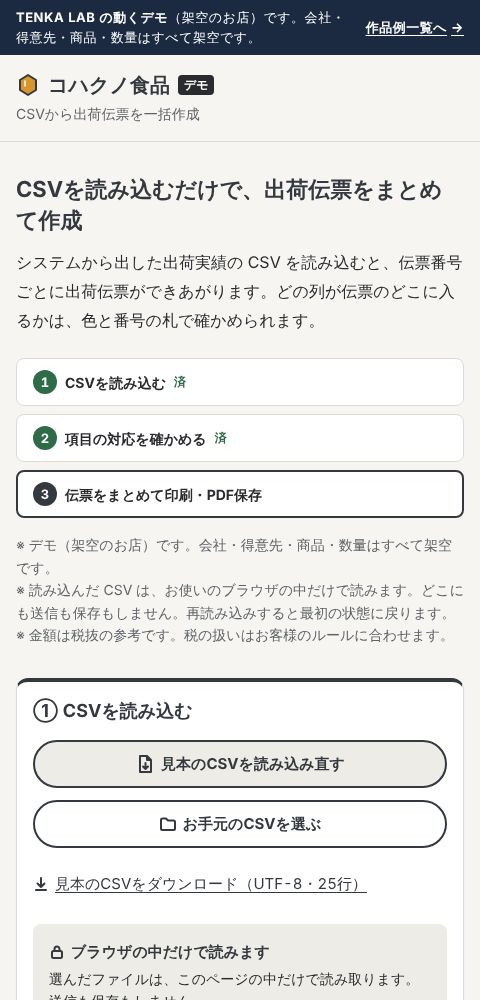 TENKA LAB の動くデモ（架空のお店）です。会社・
得意先・商品・数量はすべて架空です。
作品例一覧へ →
コハクノ食品 デモ
CSVから出荷伝票を一括作成
CSVを読み込むだけで、出荷伝票をまとめ
て作成
システムから出した出荷実績の CSV を読み込むと、伝票番号
ごとに出荷伝票ができあがります。どの列が伝票のどこに入
るかは、色と番号の札で確かめられます。
1 CSVを読み込む 済
2 項目の対応を確かめる 済
3 伝票をまとめて印刷・PDF保存
※ デモ（架空のお店）です。会社・得意先・商品・数量はすべて架空
です。
※ 読み込んだ CSV は、お使いのブラウザの中だけで読みます。どこに
も送信も保存もしません。再読み込みすると最初の状態に戻ります。
※ 金額は税抜の参考です。税の扱いはお客様のルールに合わせます。
① CSVを読み込む
見本のCSVを読み込み直す
お手元のCSVを選ぶ
見本のCSVをダウンロード（UTF-8・25行）
ブラウザの中だけで読みます
選んだファイルは、このページの中だけで読み取ります。
送信も保存もしません